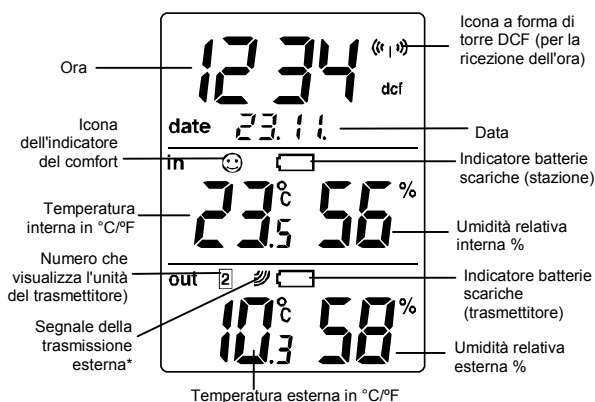 Icona a forma di
torre DCF (per la
ricezione dell'ora)
Ora
12 34
dcf
date 23.11.
Data
Icona
dell'indicatore
del comfort
in
Indicatore batterie
scariche (stazione)
Temperatura
interna in °C/ºF
23.5 °C 56 %
Umidità relativa
interna %
Numero che
visualizza l'unità
del trasmettitore)
out 2
Indicatore batterie
scariche
(trasmettitore)
Segnale della
trasmissione
esterna*
10.3 °C 58 %
Umidità relativa
esterna %
Temperatura esterna in °C/ºF